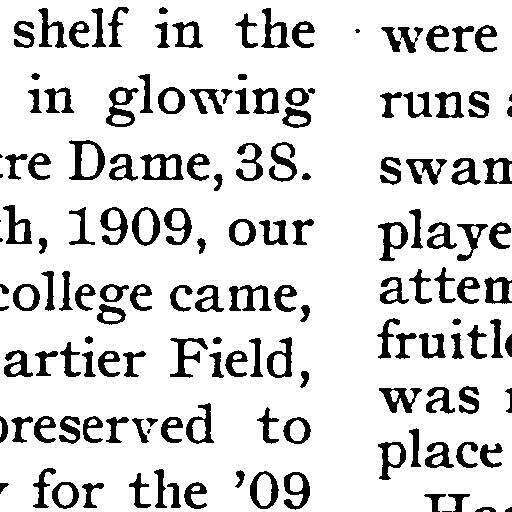 shelf in the
in glowing
tre Dame, 38.
th, 1909, our
college came,
artier Field,
preserved to
for the '09
were
runs
swam
playe
attem
fruitl
was
place